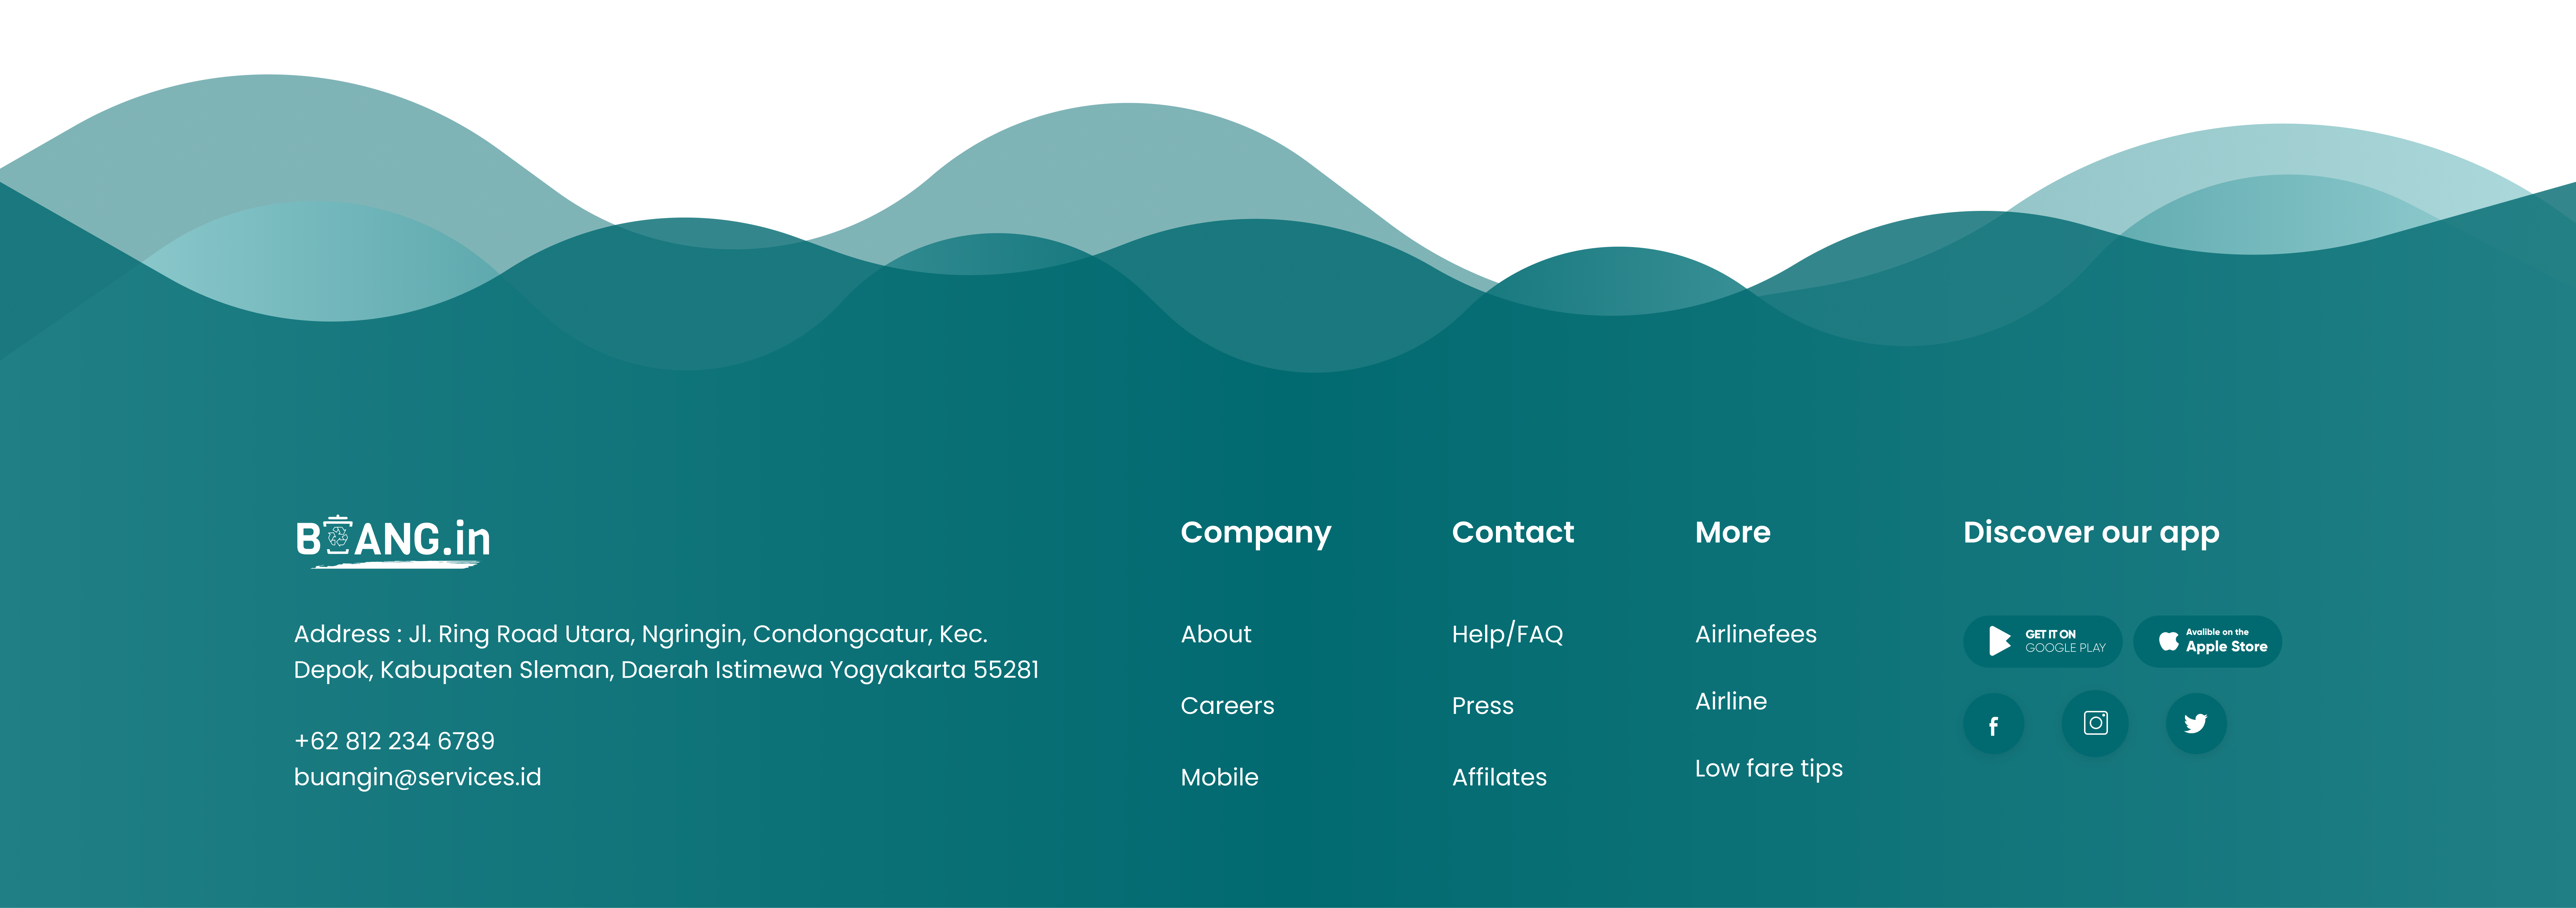 BUANG.in
Address : Jl. Ring Road Utara, Ngringin, Condongcatur, Kec.
Depok, Kabupaten Sleman, Daerah Istimewa Yogyakarta 55281
+62 812 234 6789
buangin@services.id
Company
About
Careers
Mobile
Contact
Help/FAQ
Press
Affilates
More
Airlinefees
Airline
Low fare tips
Discover our app
GET IT ON
GOOGLE PLAY
Avalible on the
Apple Store